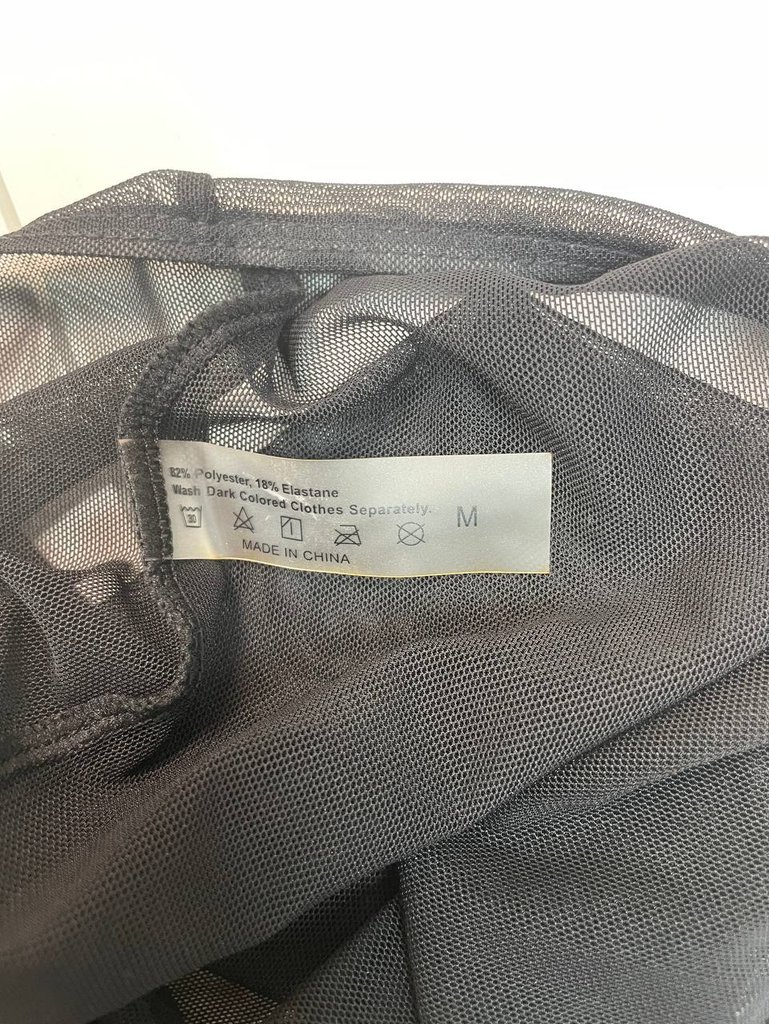 82% Polyester, 18% Elastane
Wash Dark Colored Clothes Separately.
30
M
MADE IN CHINA